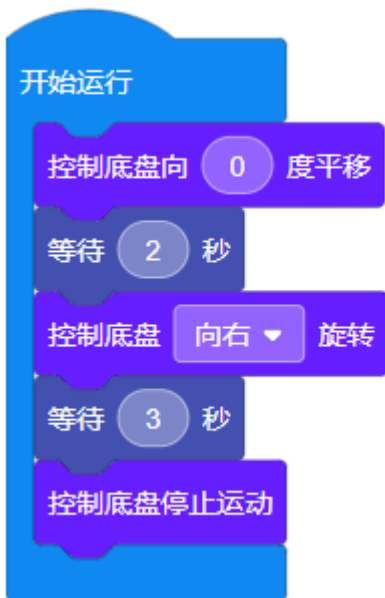 开始运行
控制底盘向 0 度平移
等待 2 秒
控制底盘 向右 旋转
等待 3 秒
控制底盘停止运动